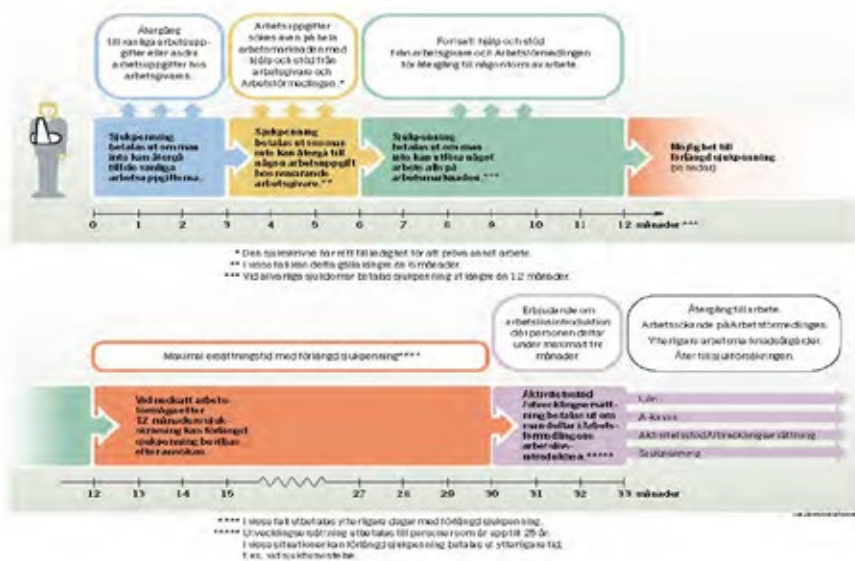 Återgång
till vanliga arbetsupp-
gifter eller andra
arbetsuppgifter hos
arbetsgivaren.
Arbetsuppgifter
sökes även på hela
arbetsmarknaden med
hjälp och stöd från
arbetsgivare och
Arbetsförmedlingen.*
Fortsatt hjälp och stöd
från arbetsgivare och Arbetsförmedlingen
för återgång till någon form av arbete.
Sjukpenning
betalas ut om man
inte kan återgå
till de vanliga
arbetsuppgifterna.
Sjukpenning
betalas ut om man
inte kan återgå till
några arbetsuppgift
hos nuvarande
arbetsgivare.**
Sjukpenning
betalas ut om man
inte kan utföra något
arbete alls på
arbetsmarknaden.***
Möjlighet till
förlängd sjukpenning
(se nedan)
0 1 2 3 4 5 6 7 8 9 10 11 12 månader ***
* Den sjukskrivne har rätt till ledighet för att pröva annat arbete.
** I vissa fall kan detta gälla längre än 6 månader.
*** Vid allvarliga sjukdomar betalas sjukpenning ut längre än 12 månader.
Maximal ersättningstid med förlängd sjukpenning****
Erbjudande om
arbetslivsintroduktion
där personen deltar
under maximalt tre
månader.
Återgång till arbete.
Arbetssökande på Arbetsförmedlingen.
Ytterligare arbetsmarknadsåtgärder.
Åter till sjukförsäkringen.
Vid nedsatt arbets-
förmåga efter
12 månaders sjuk-
skrivning kan förlängd
sjukpenning beviljas
efter ansökan.
Aktivitetsstöd
/utvecklingsersätt-
ning betalas ut om
man deltar i Arbets-
förmedlingens
arbetslivs-
introduktion.*****
Lön
A-kassa
Aktivitetsstöd/Utvecklingsersättning
Sjukpenning
12 13 14 15 27 28 29 30 31 32 33 månader
**** I vissa fall utbetalas ytterligare dagar med förlängd sjukpenning.
***** Utvecklingsersättning utbetalas till personer som är upp till 25 år.
I vissa situationer kan förlängd sjukpenning betalas ut ytterligare tid,
t. ex. vid sjukhusvistelse.